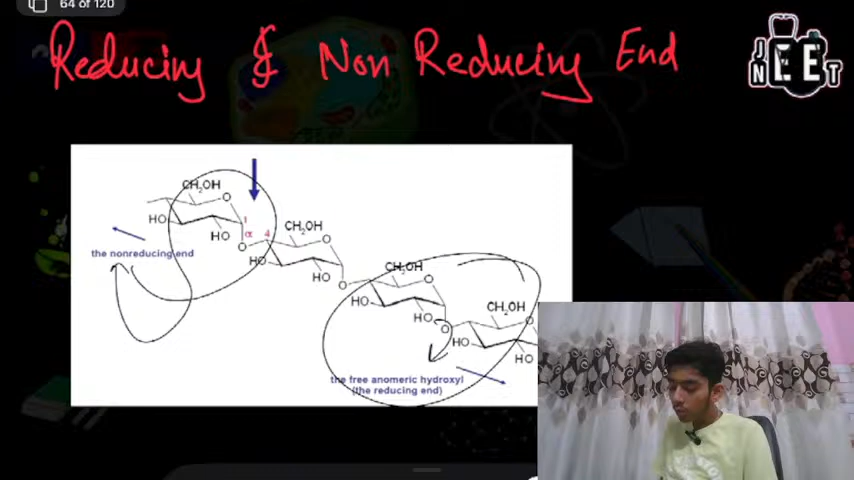 64 of 120
Reducing & Non Reducing End
J
NEET
CH2OH
O
HO
HO
1
α
4
O
the nonreducing end
CH2OH
O
HO
HO
O
CH2OH
O
HO
HO
O
CH2OH
O
HO
HO
the free anomeric hydroxyl
(the reducing end)